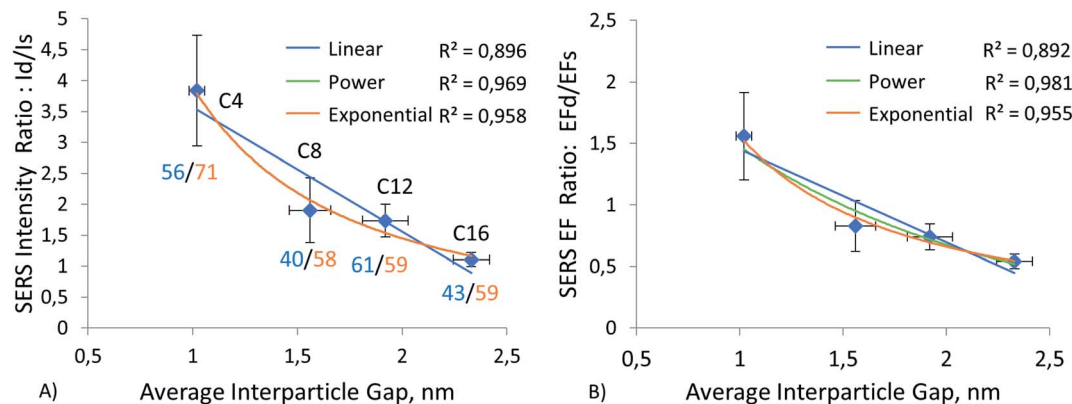 SERS Intensity Ratio : Id/Is
5
4,5
4
3,5
3
2,5
2
1,5
1
0,5
0
Linear R² = 0,896
Power R² = 0,969
Exponential R² = 0,958
C4
C8
C12
C16
56/71
40/58
61/59
43/59
0,5 1 1,5 2 2,5
A) Average Interparticle Gap, nm
SERS EF Ratio: EFd/EFs
2,5
2
1,5
1
0,5
0
Linear R² = 0,892
Power R² = 0,981
Exponential R² = 0,955
0,5 1 1,5 2 2,5
B) Average Interparticle Gap, nm